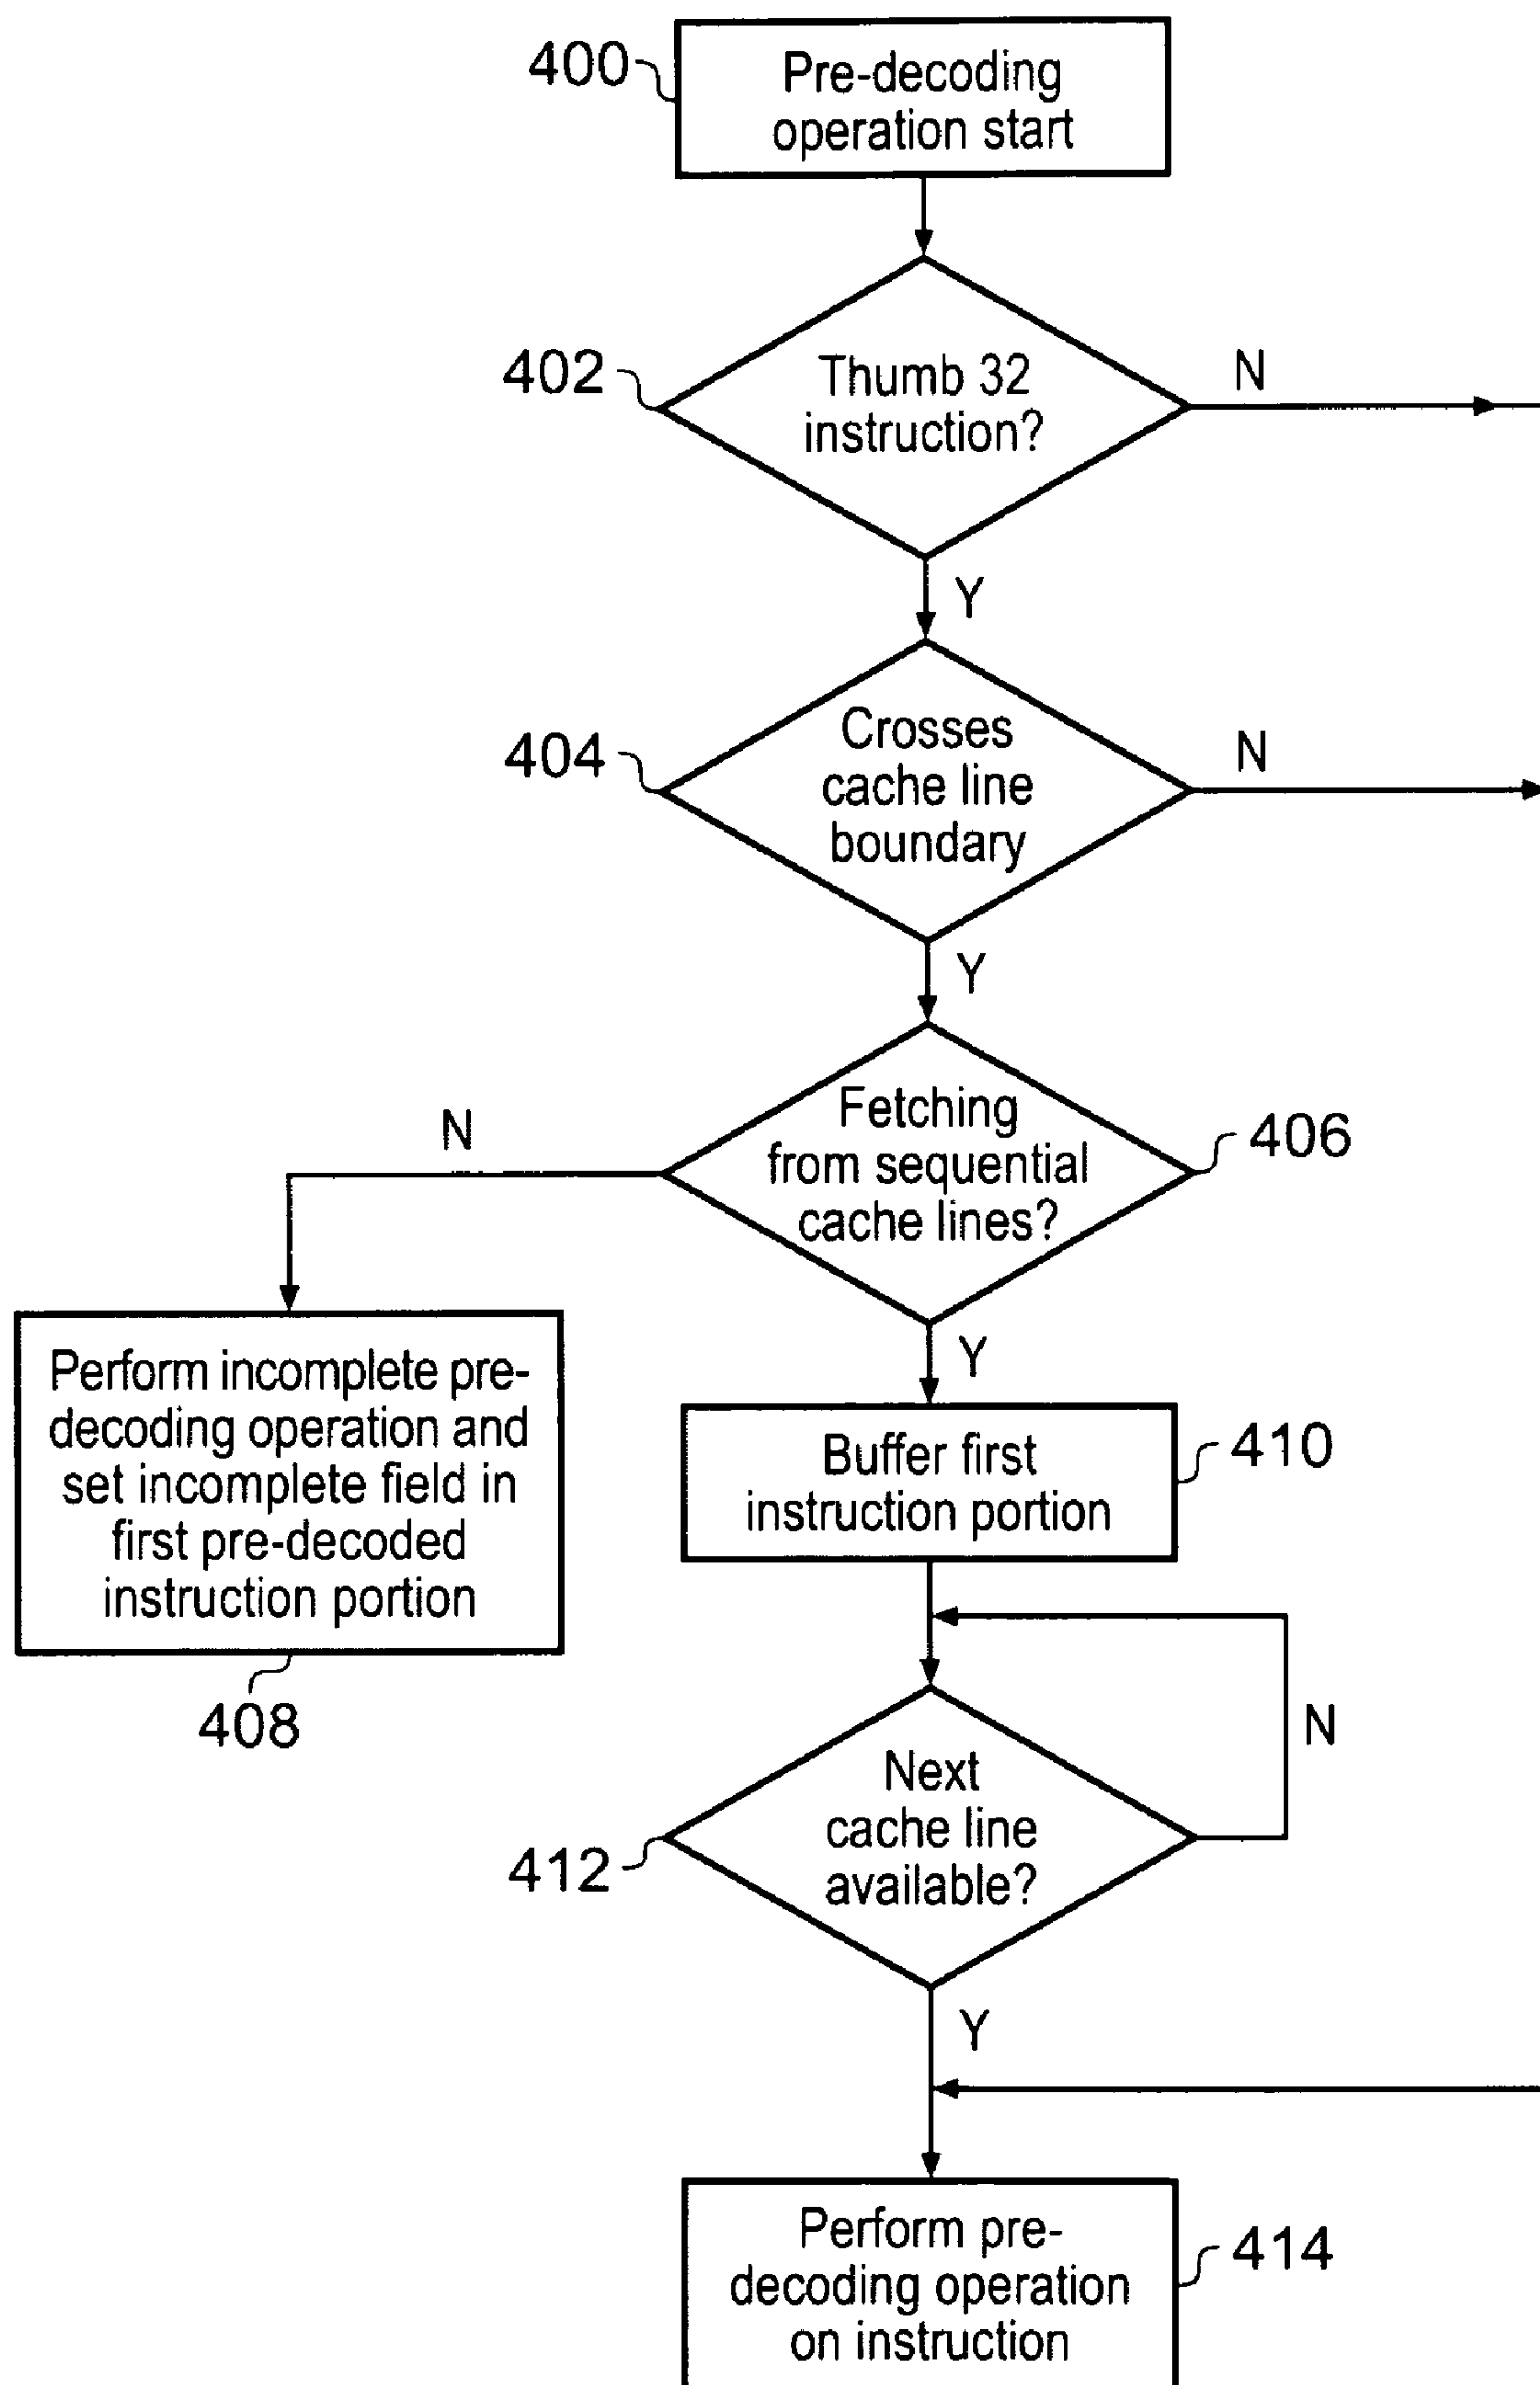 400
Pre-decoding
operation start
402
Thumb 32
instruction?
N
Y
404
Crosses
cache line
boundary
N
Y
Fetching
from sequential
cache lines?
406
N
Y
Perform incomplete pre-
decoding operation and
set incomplete field in
first pre-decoded
instruction portion
408
Buffer first
instruction portion
410
412
Next
cache line
available?
N
Y
Perform pre-
decoding operation
on instruction
414